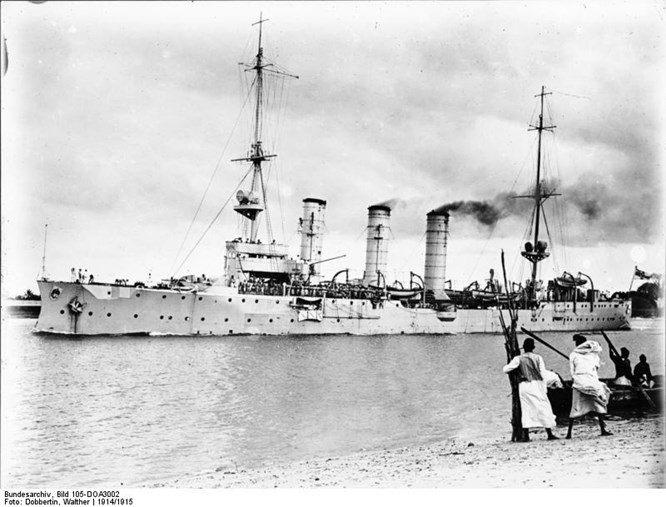 Bundesarchiv, Bild 105-DOA3002
Foto: Dobbertin, Walther | 1914/1915